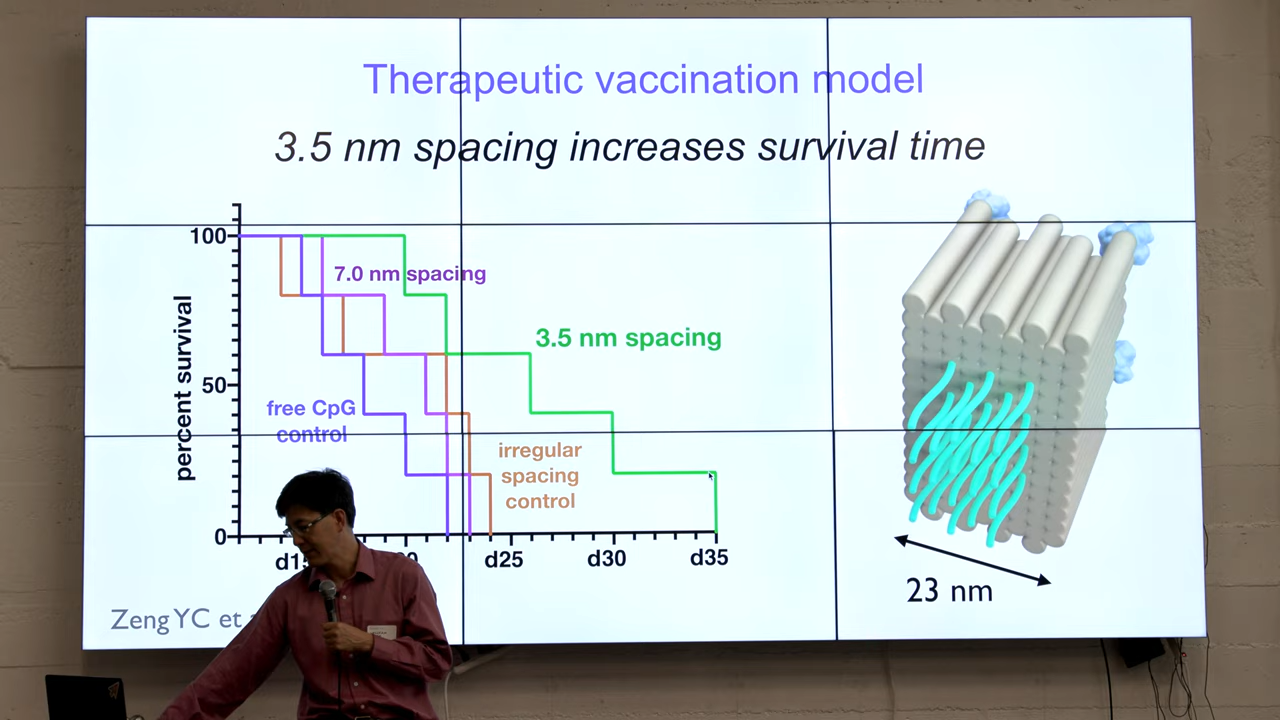 Therapeutic vaccination model
3.5 nm spacing increases survival time
100
50
0
percent survival
7.0 nm spacing
3.5 nm spacing
free CpG
control
irregular
spacing
control
d25
d30
d35
23 nm
Zeng YC et